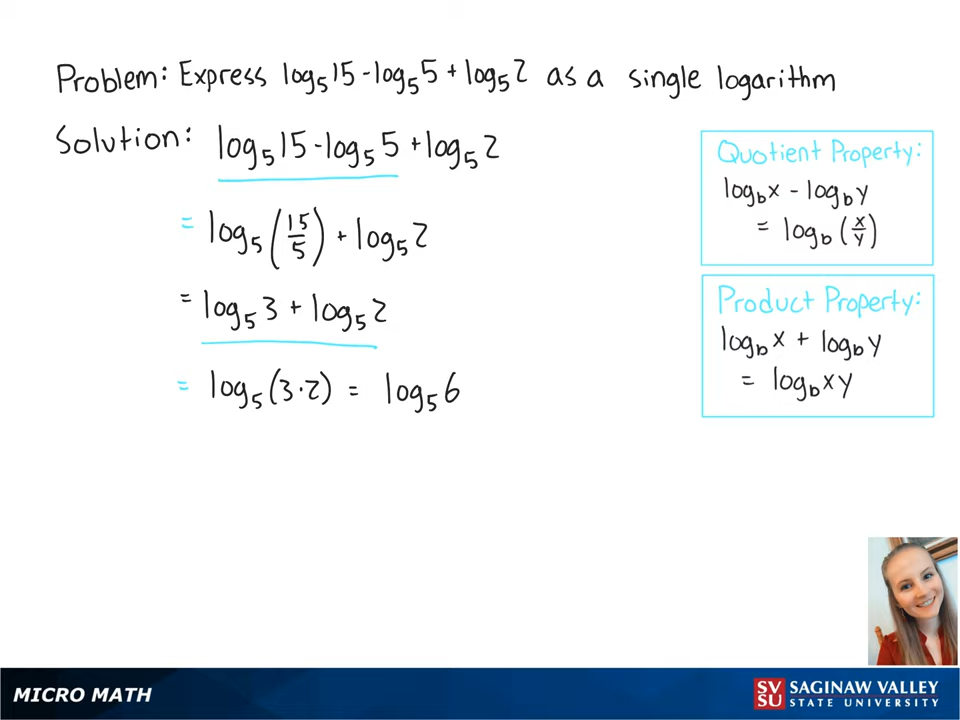 Problem: Express log₅15 - log₅5 + log₅2 as a single logarithm
Solution: log₅15 - log₅5 + log₅2
= log₅(15/5) + log₅2
= log₅3 + log₅2
= log₅(3·2) = log₅6
Quotient Property:
log_b x - log_b y
= log_b (x/y)
Product Property:
log_b x + log_b y
= log_b xy
MICRO MATH
SV
SU
SAGINAW VALLEY
STATE UNIVERSITY